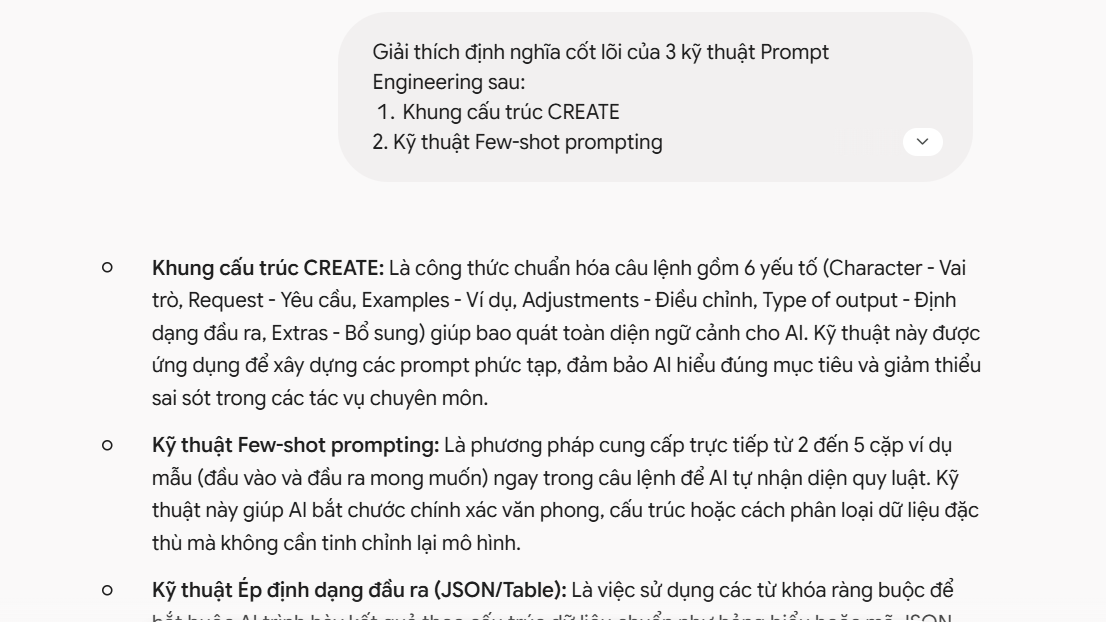 Giải thích định nghĩa cốt lõi của 3 kỹ thuật Prompt
Engineering sau:
1. Khung cấu trúc CREATE
2. Kỹ thuật Few-shot prompting
Khung cấu trúc CREATE: Là công thức chuẩn hóa câu lệnh gồm 6 yếu tố (Character - Vai
trò, Request - Yêu cầu, Examples - Ví dụ, Adjustments - Điều chỉnh, Type of output - Định
dạng đầu ra, Extras - Bổ sung) giúp bao quát toàn diện ngữ cảnh cho AI. Kỹ thuật này được
ứng dụng để xây dựng các prompt phức tạp, đảm bảo AI hiểu đúng mục tiêu và giảm thiểu
sai sót trong các tác vụ chuyên môn.
Kỹ thuật Few-shot prompting: Là phương pháp cung cấp trực tiếp từ 2 đến 5 cặp ví dụ
mẫu (đầu vào và đầu ra mong muốn) ngay trong câu lệnh để AI tự nhận diện quy luật. Kỹ
thuật này giúp AI bắt chước chính xác văn phong, cấu trúc hoặc cách phân loại dữ liệu đặc
thù mà không cần tinh chỉnh lại mô hình.
Kỹ thuật Ép định dạng đầu ra (JSON/Table): Là việc sử dụng các từ khóa ràng buộc để